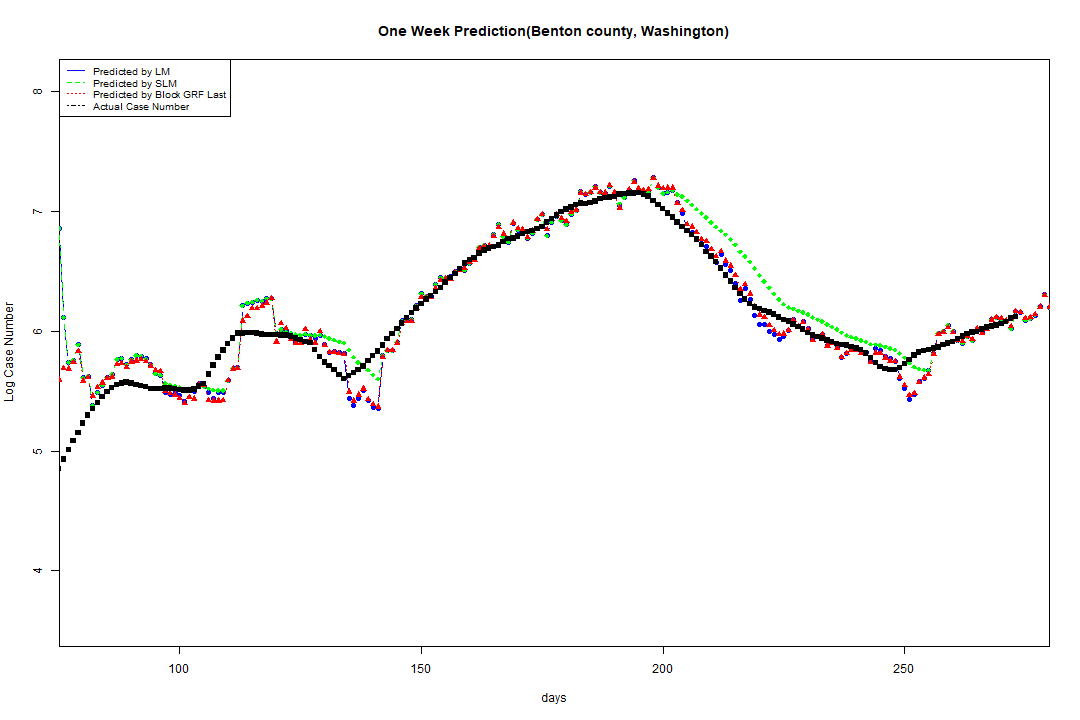 One Week Prediction(Benton county, Washington)
Predicted by LM
Predicted by SLM
Predicted by Block GRF Last
Actual Case Number
8
7
6
5
4
Log Case Number
100
150
200
250
days